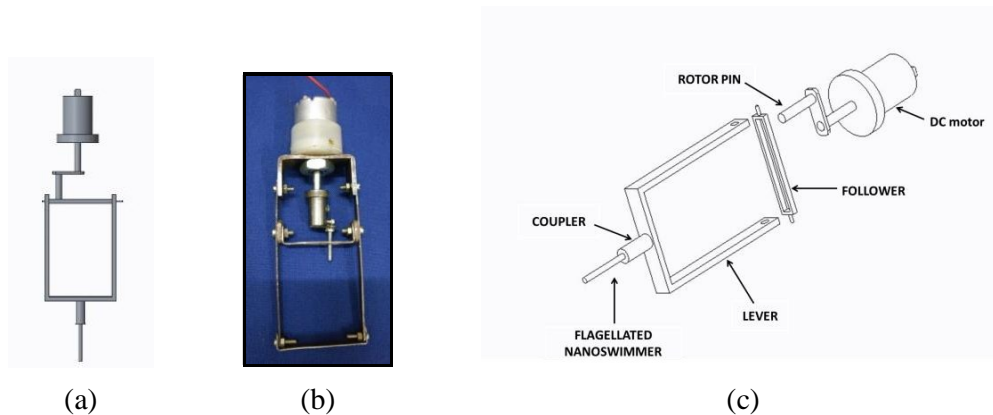 ROTOR PIN
DC motor
FOLLOWER
COUPLER
LEVER
FLAGELLATED
NANOSWIMMER
(a)
(b)
(c)